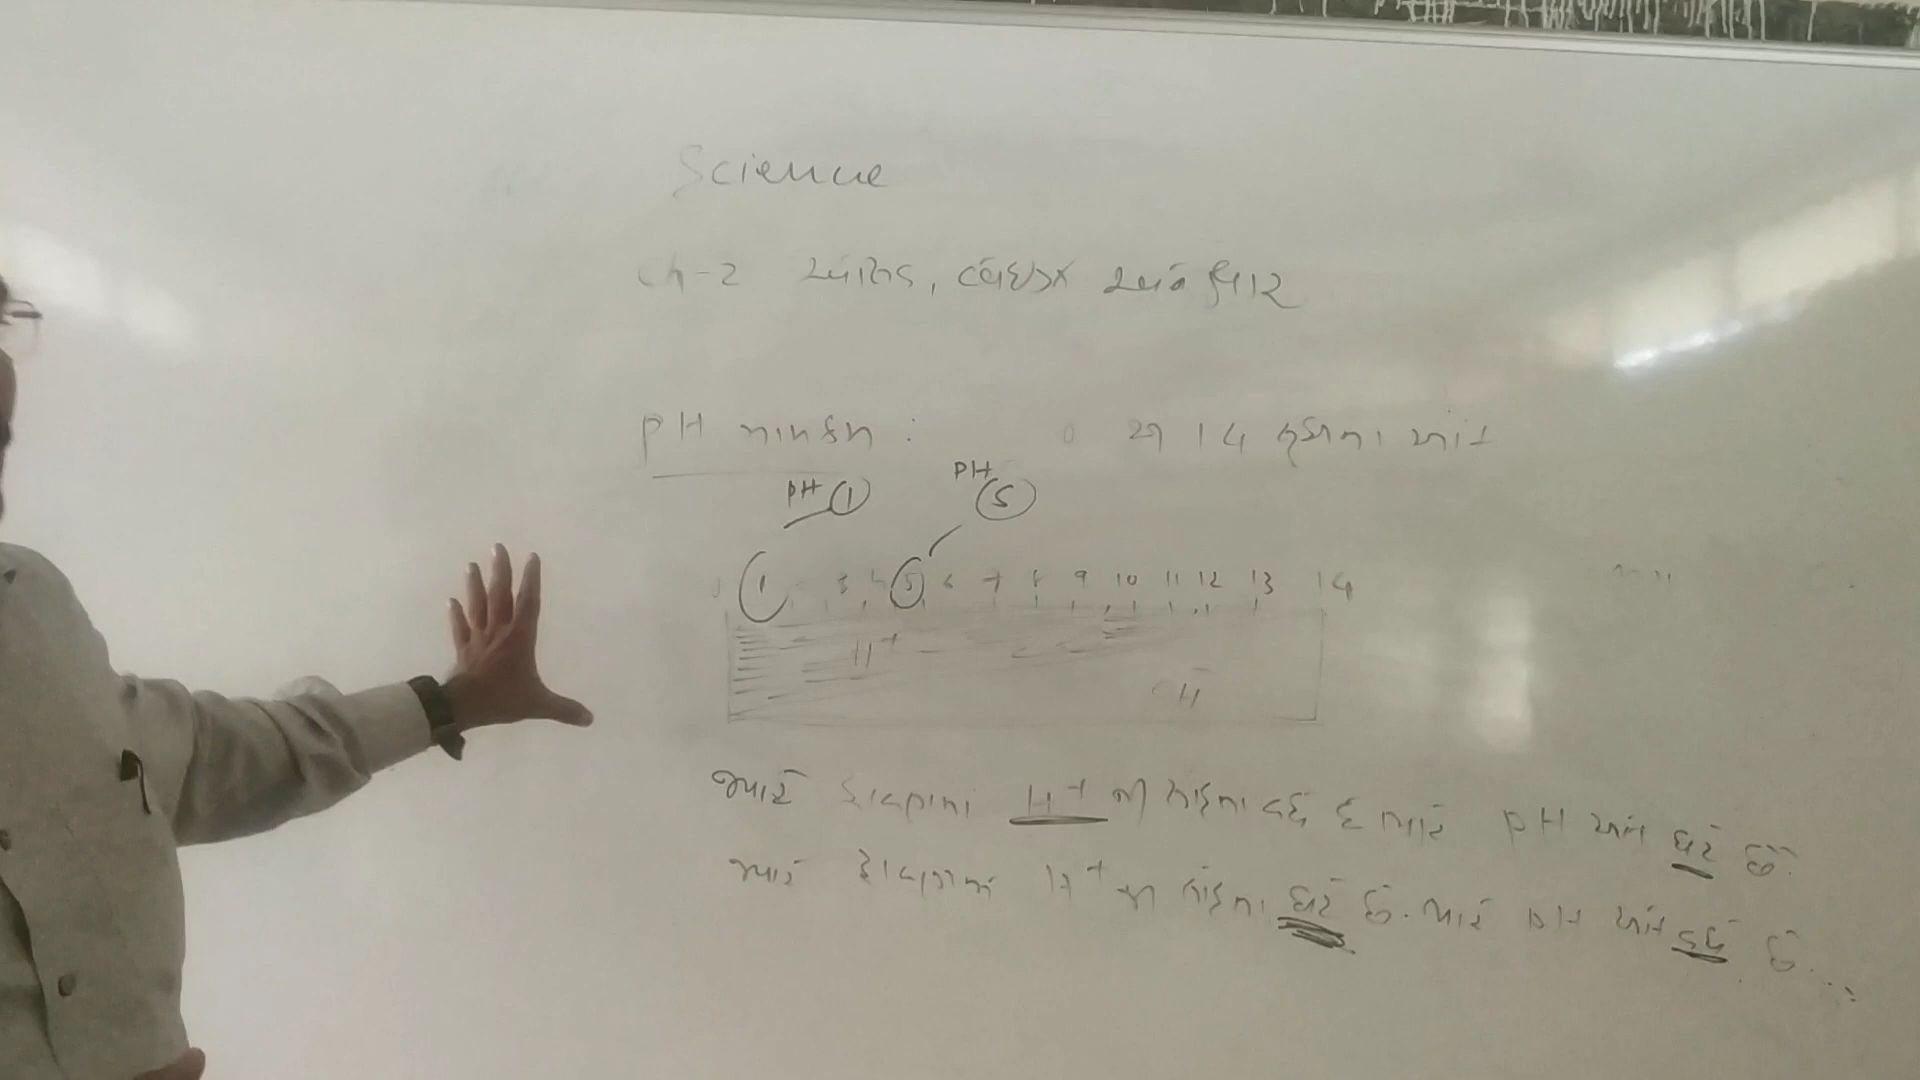 Science
Ch-2 એસિડ, બેઇઝ અને ક્ષાર
PH માપક્રમ : 0 થી 14 સુધીના આંક
PH 1 PH 5
1 3 4 5 6 7 8 9 10 11 12 13 14
H+
H-
જ્યારે દ્રાવણમાં H+ ની સાંદ્રતા વધે છે ત્યારે PH આંક ઘટે છે.
જ્યારે દ્રાવણમાં H+ ની સાંદ્રતા ઘટે છે. ત્યારે PH આંક વધે છે...